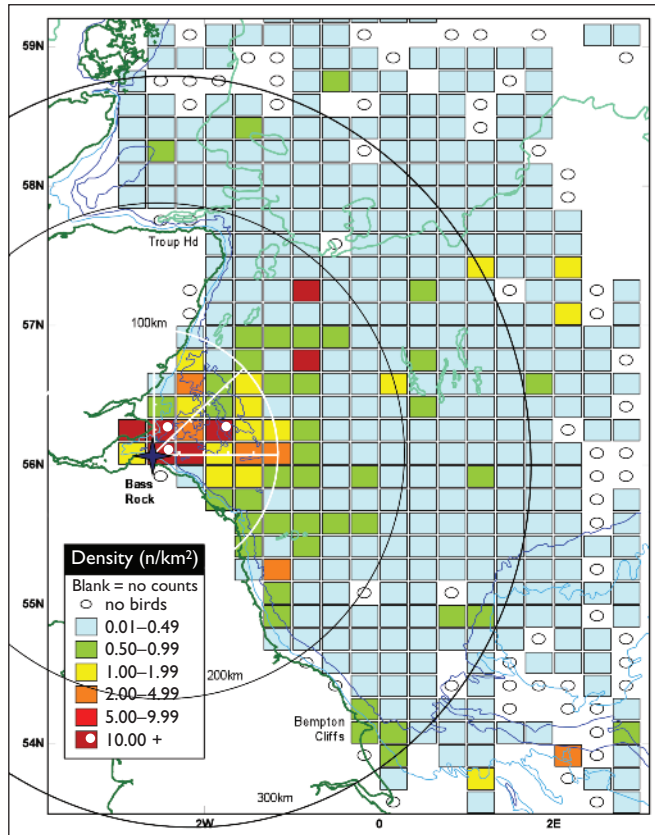 59N
58N
Troup Hd
57N
100km
56N
Bass
Rock
Density (n/km²)
Blank = no counts
no birds
0.01–0.49
0.50–0.99
1.00–1.99
2.00–4.99
5.00–9.99
10.00 +
55N
200km
Bempton
Cliffs
54N
300km
2W
0
2E